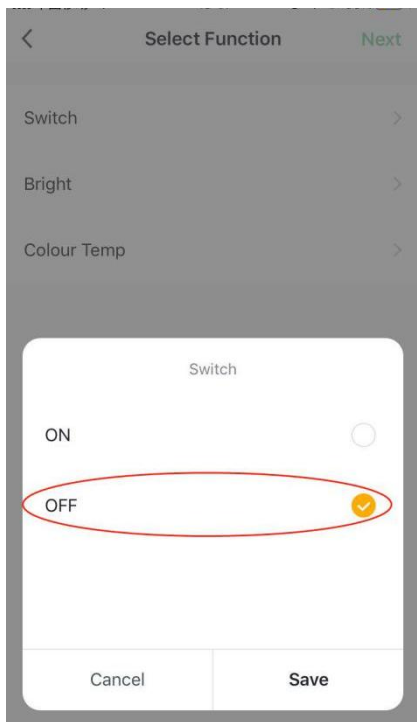 Select Function
Next
Switch
Bright
Colour Temp
Switch
ON
OFF
Cancel
Save